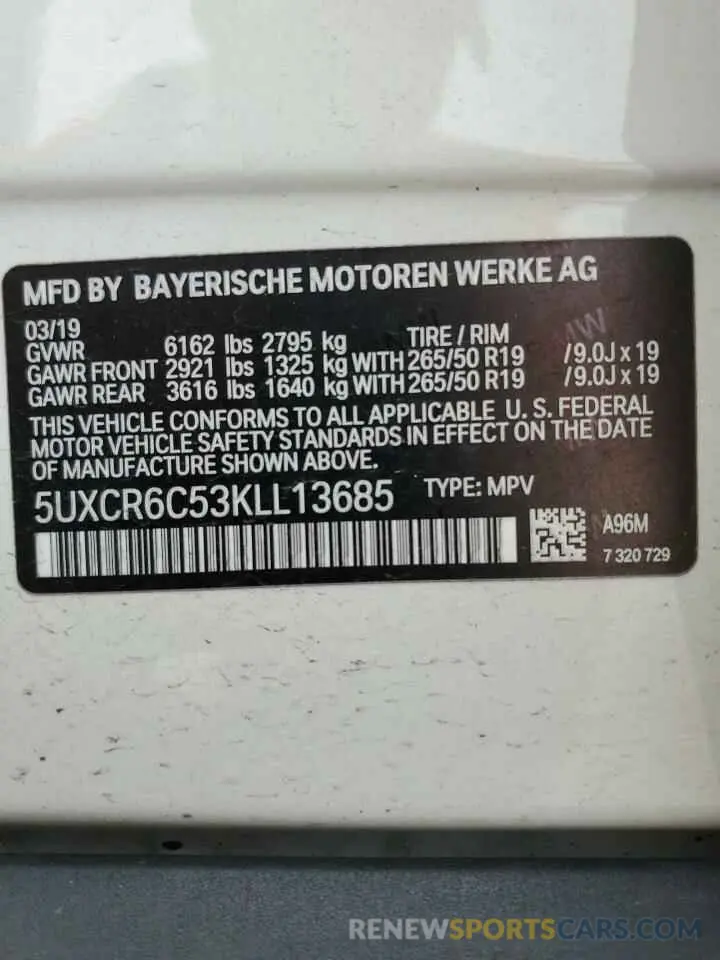 MFD BY BAYERISCHE MOTOREN WERKE AG
03/19
GVWR 6162 lbs 2795 kg TIRE / RIM
GAWR FRONT 2921 lbs 1325 kg WITH 265/50 R19 /9.0J x 19
GAWR REAR 3616 lbs 1640 kg WITH 265/50 R19 /9.0J x 19
THIS VEHICLE CONFORMS TO ALL APPLICABLE U. S. FEDERAL
MOTOR VEHICLE SAFETY STANDARDS IN EFFECT ON THE DATE
OF MANUFACTURE SHOWN ABOVE.
5UXCR6C53KLL13685 TYPE: MPV
A96M
7 320 729
RENEWSPORTSCARS.COM